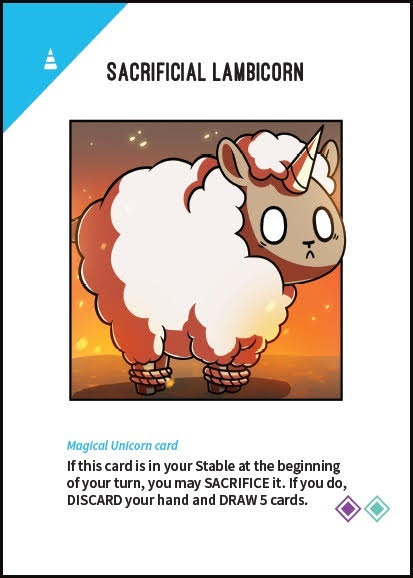 SACRIFICIAL LAMBICORN
Magical Unicorn card
If this card is in your Stable at the beginning
of your turn, you may SACRIFICE it. If you do,
DISCARD your hand and DRAW 5 cards.